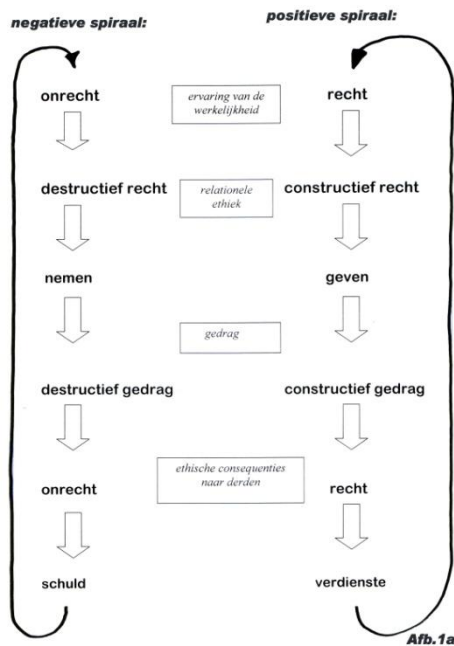 negatieve spiraal:
positieve spiraal:
onrecht
ervaring van de
werkelijkheid
recht
destructief recht
relationele
ethiek
constructief recht
nemen
geven
gedrag
destructief gedrag
constructief gedrag
ethische consequenties
naar derden
onrecht
recht
schuld
verdienste
Afb.1a